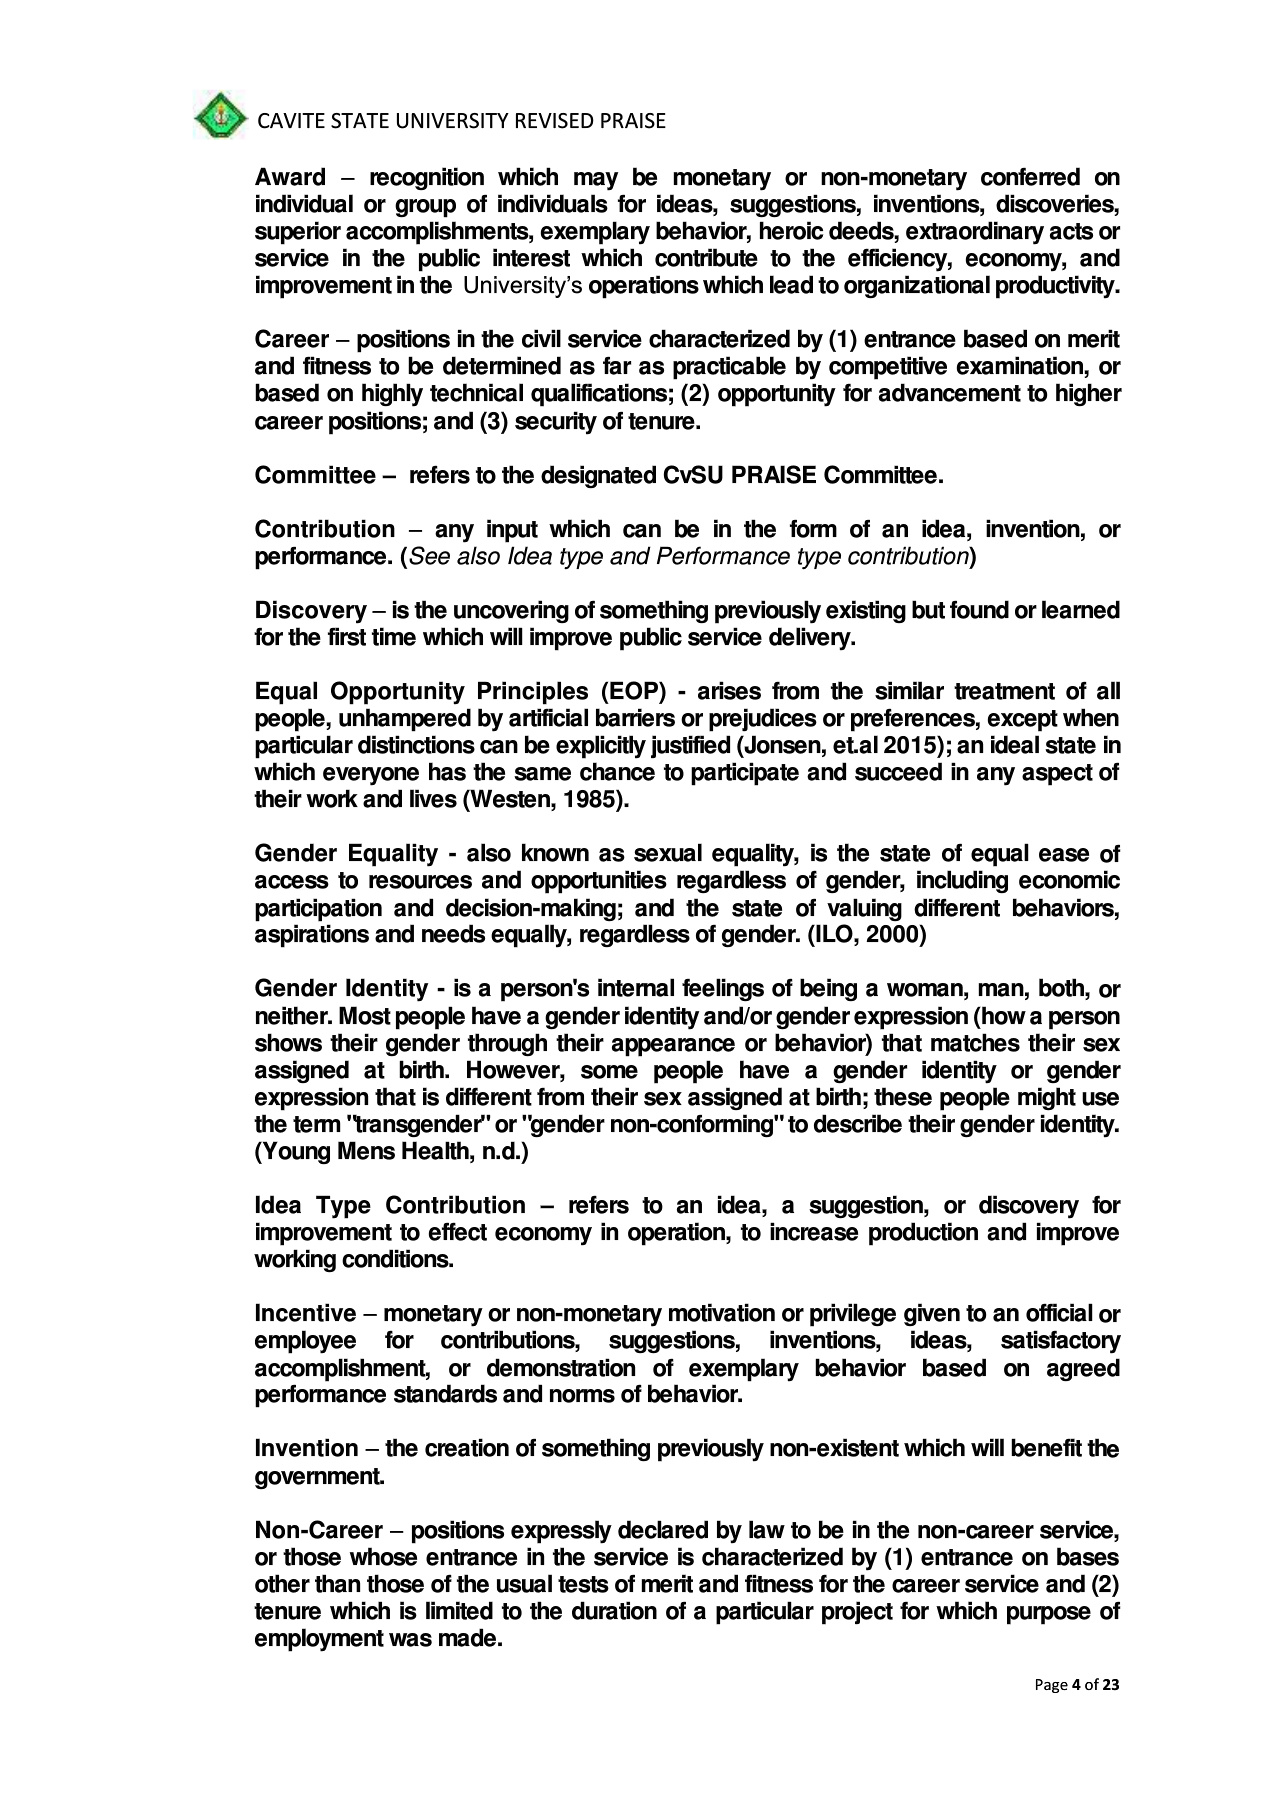 CAVITE STATE UNIVERSITY REVISED PRAISE
Award – recognition which may be monetary or non-monetary conferred on
individual or group of individuals for ideas, suggestions, inventions, discoveries,
superior accomplishments, exemplary behavior, heroic deeds, extraordinary acts or
service in the public interest which contribute to the efficiency, economy, and
improvement in the University’s operations which lead to organizational productivity.
Career – positions in the civil service characterized by (1) entrance based on merit
and fitness to be determined as far as practicable by competitive examination, or
based on highly technical qualifications; (2) opportunity for advancement to higher
career positions; and (3) security of tenure.
Committee – refers to the designated CvSU PRAISE Committee.
Contribution – any input which can be in the form of an idea, invention, or
performance. (See also Idea type and Performance type contribution)
Discovery – is the uncovering of something previously existing but found or learned
for the first time which will improve public service delivery.
Equal Opportunity Principles (EOP) - arises from the similar treatment of all
people, unhampered by artificial barriers or prejudices or preferences, except when
particular distinctions can be explicitly justified (Jonsen, et.al 2015); an ideal state in
which everyone has the same chance to participate and succeed in any aspect of
their work and lives (Westen, 1985).
Gender Equality - also known as sexual equality, is the state of equal ease of
access to resources and opportunities regardless of gender, including economic
participation and decision-making; and the state of valuing different behaviors,
aspirations and needs equally, regardless of gender. (ILO, 2000)
Gender Identity - is a person's internal feelings of being a woman, man, both, or
neither. Most people have a gender identity and/or gender expression (how a person
shows their gender through their appearance or behavior) that matches their sex
assigned at birth. However, some people have a gender identity or gender
expression that is different from their sex assigned at birth; these people might use
the term "transgender" or "gender non-conforming" to describe their gender identity.
(Young Mens Health, n.d.)
Idea Type Contribution – refers to an idea, a suggestion, or discovery for
improvement to effect economy in operation, to increase production and improve
working conditions.
Incentive – monetary or non-monetary motivation or privilege given to an official or
employee for contributions, suggestions, inventions, ideas, satisfactory
accomplishment, or demonstration of exemplary behavior based on agreed
performance standards and norms of behavior.
Invention – the creation of something previously non-existent which will benefit the
government.
Non-Career – positions expressly declared by law to be in the non-career service,
or those whose entrance in the service is characterized by (1) entrance on bases
other than those of the usual tests of merit and fitness for the career service and (2)
tenure which is limited to the duration of a particular project for which purpose of
employment was made.
Page 4 of 23